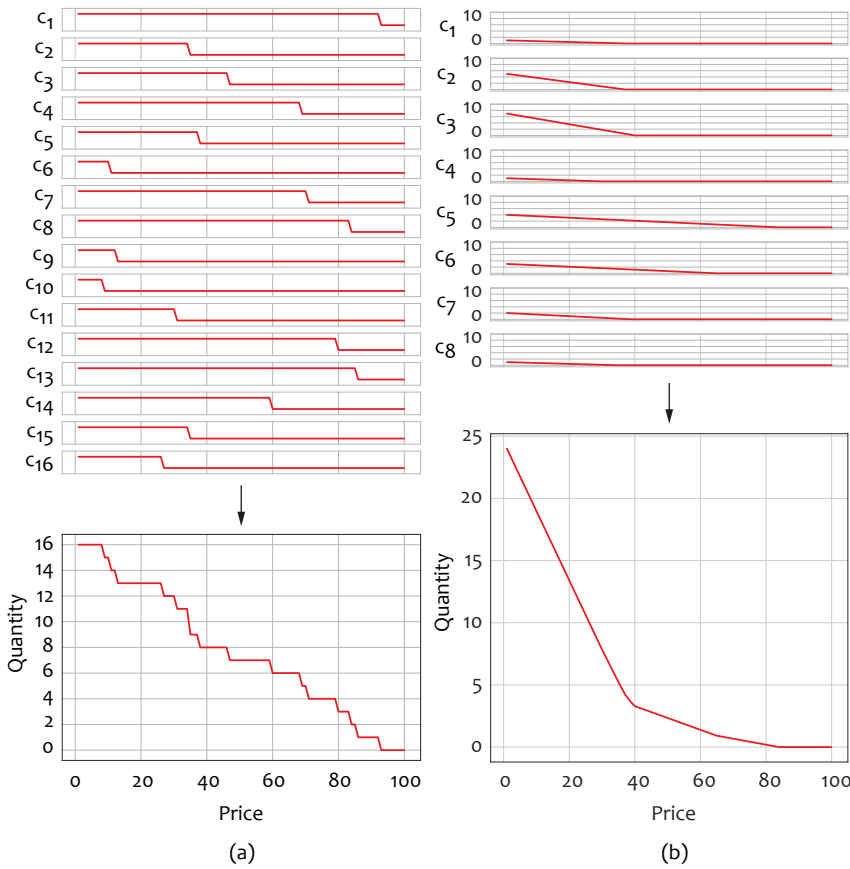 c1
c2
c3
c4
c5
c6
c7
c8
c9
c10
c11
c12
c13
c14
c15
c16
Quantity
16
14
12
10
8
6
4
2
0
0 20 40 60 80 100
Price
(a)
c1 10 0
c2 10 0
c3 10 0
c4 10 0
c5 10 0
c6 10 0
c7 10 0
c8 10 0
Quantity
25
20
15
10
5
0
0 20 40 60 80 100
Price
(b)